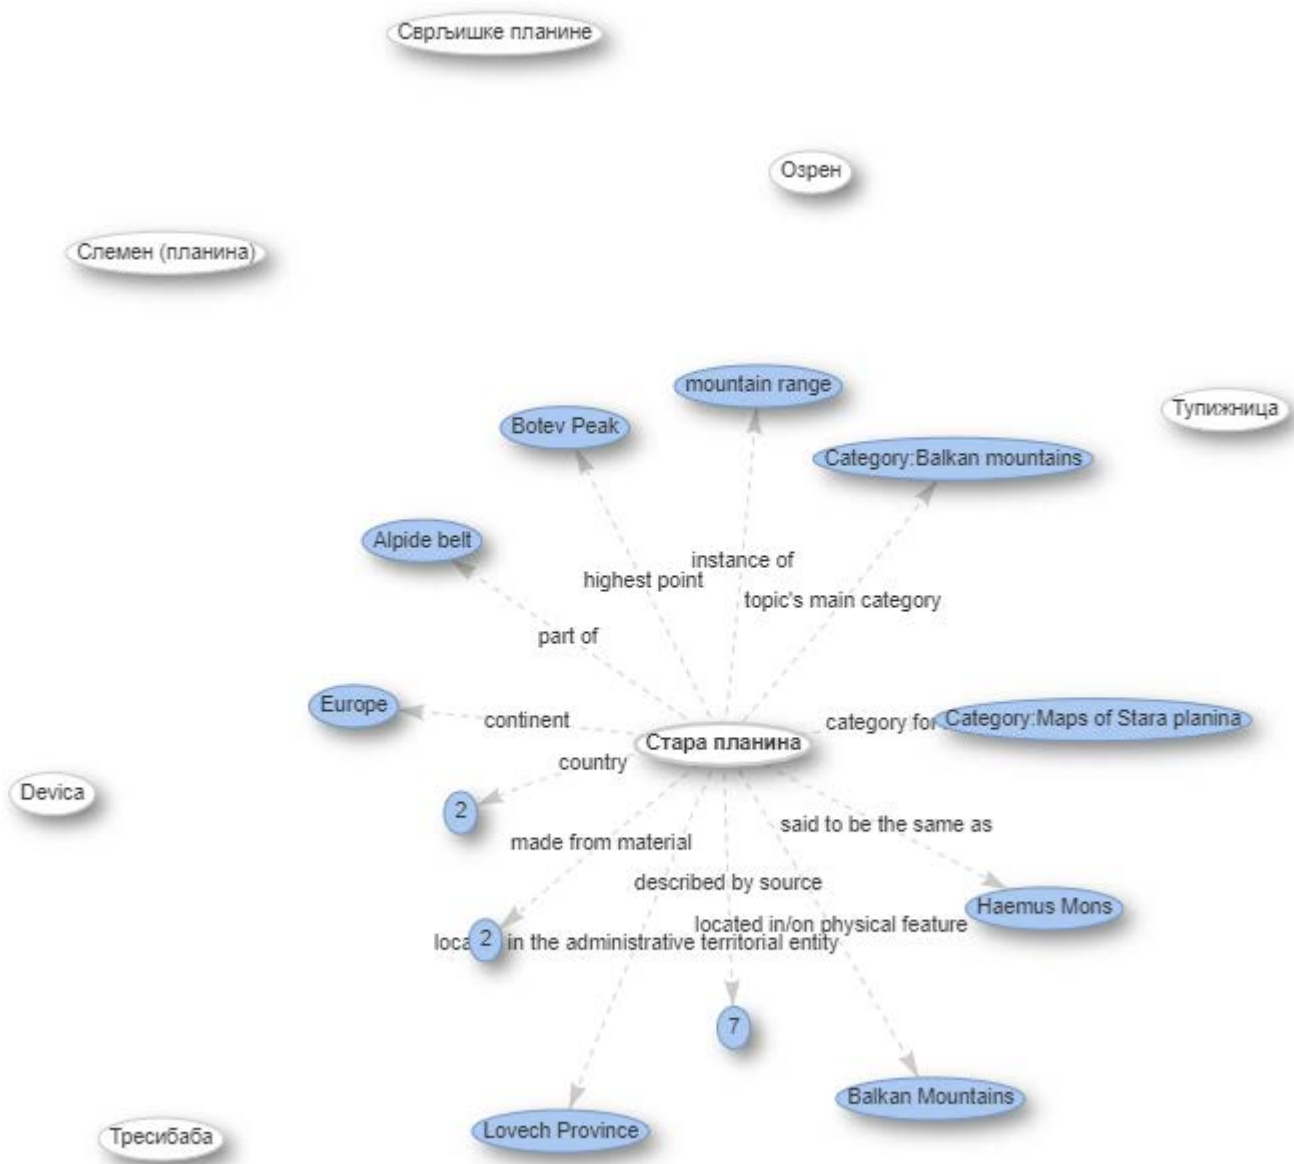 Сврљишке планине
Озрен
Слемен (планина)
mountain range
Тупижница
Botev Peak
Category:Balkan mountains
Alpide belt
instance of
highest point
topic's main category
part of
Europe
continent
category for
Category:Maps of Stara planina
Стара планина
country
Devica
2
said to be the same as
made from material
described by source
Haemus Mons
located in/on physical feature
loca
2
in the administrative territorial entity
7
Balkan Mountains
Lovech Province
Тресибаба